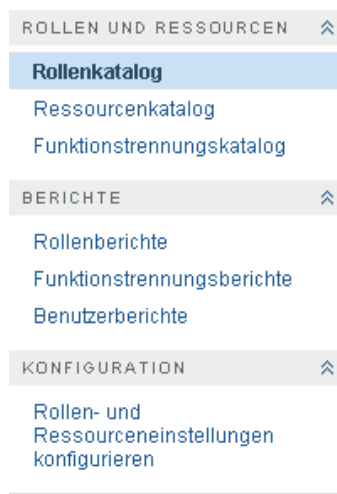 ROLLEN UND RESSOURCEN
Rollenkatalog
Ressourcenkatalog
Funktionstrennungskatalog
BERICHTE
Rollenberichte
Funktionstrennungsberichte
Benutzerberichte
KONFIGURATION
Rollen- und
Ressourceneinstellungen
konfigurieren